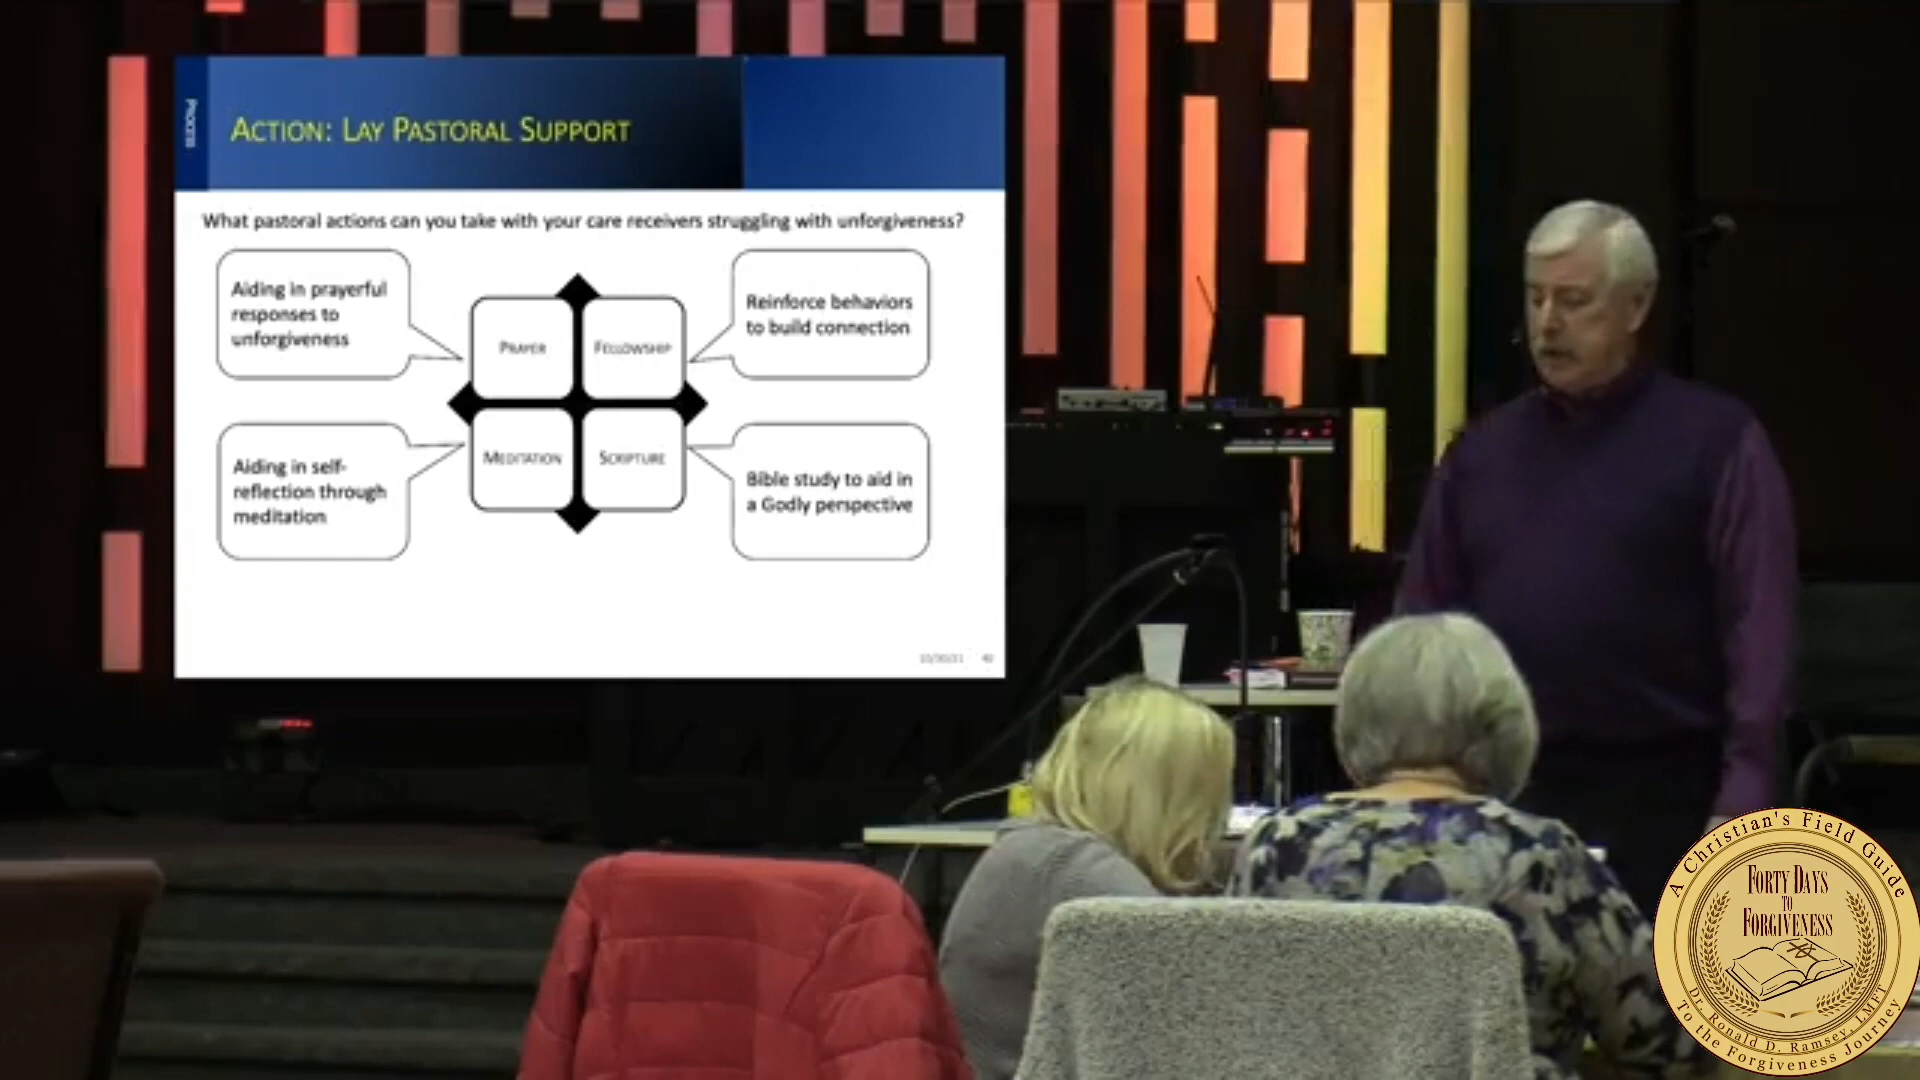 Process
ACTION: LAY PASTORAL SUPPORT
What pastoral actions can you take with your care receivers struggling with unforgiveness?
Aiding in prayerful
responses to
unforgiveness
PRAYER
FELLOWSHIP
Reinforce behaviors
to build connection
Aiding in self-
reflection through
meditation
MEDITATION
SCRIPTURE
Bible study to aid in
a Godly perspective
A Christian's Field Guide
FORTY DAYS
TO
FORGIVENESS
Dr. Ronald D. Ramsey, LMFT
To the Forgiveness Journey